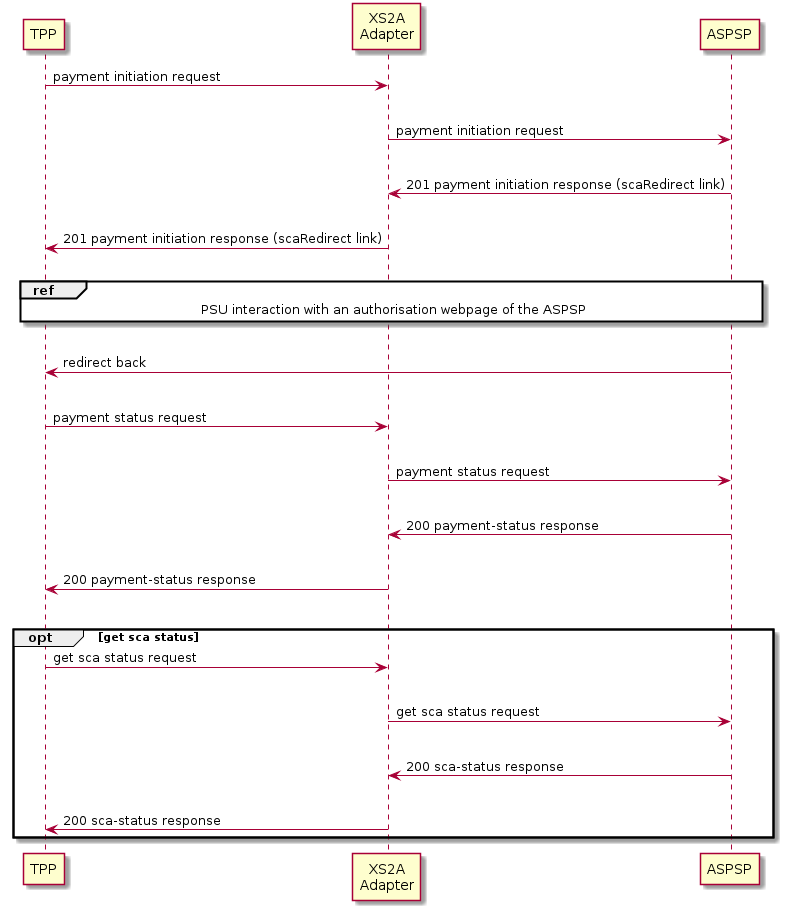 TPP
XS2A
Adapter
ASPSP
payment initiation request
payment initiation request
201 payment initiation response (scaRedirect link)
201 payment initiation response (scaRedirect link)
ref
PSU interaction with an authorisation webpage of the ASPSP
redirect back
payment status request
payment status request
200 payment-status response
200 payment-status response
opt [get sca status]
get sca status request
get sca status request
200 sca-status response
200 sca-status response
TPP
XS2A
Adapter
ASPSP